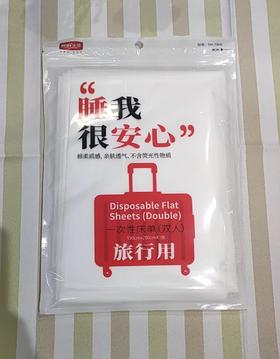 “睡我
很安心”
棉柔质感，亲肤透气，不含荧光性物质
Disposable Flat
Sheets (Double)
一次性床单(双人)
旅行用